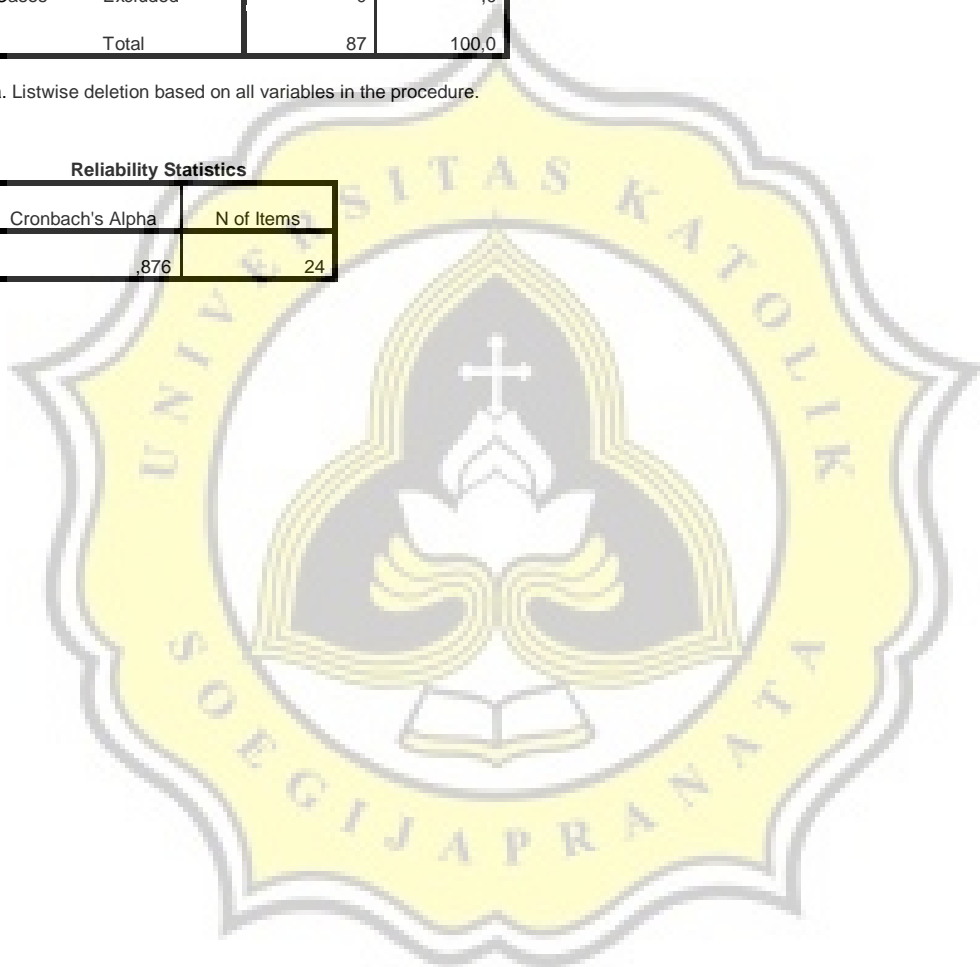 Total 87 100,0
a. Listwise deletion based on all variables in the procedure.
Reliability Statistics
Cronbach's Alpha N of Items
,876 24
UNIVERSITAS KATOLIK
SOEGIJAPRANATA